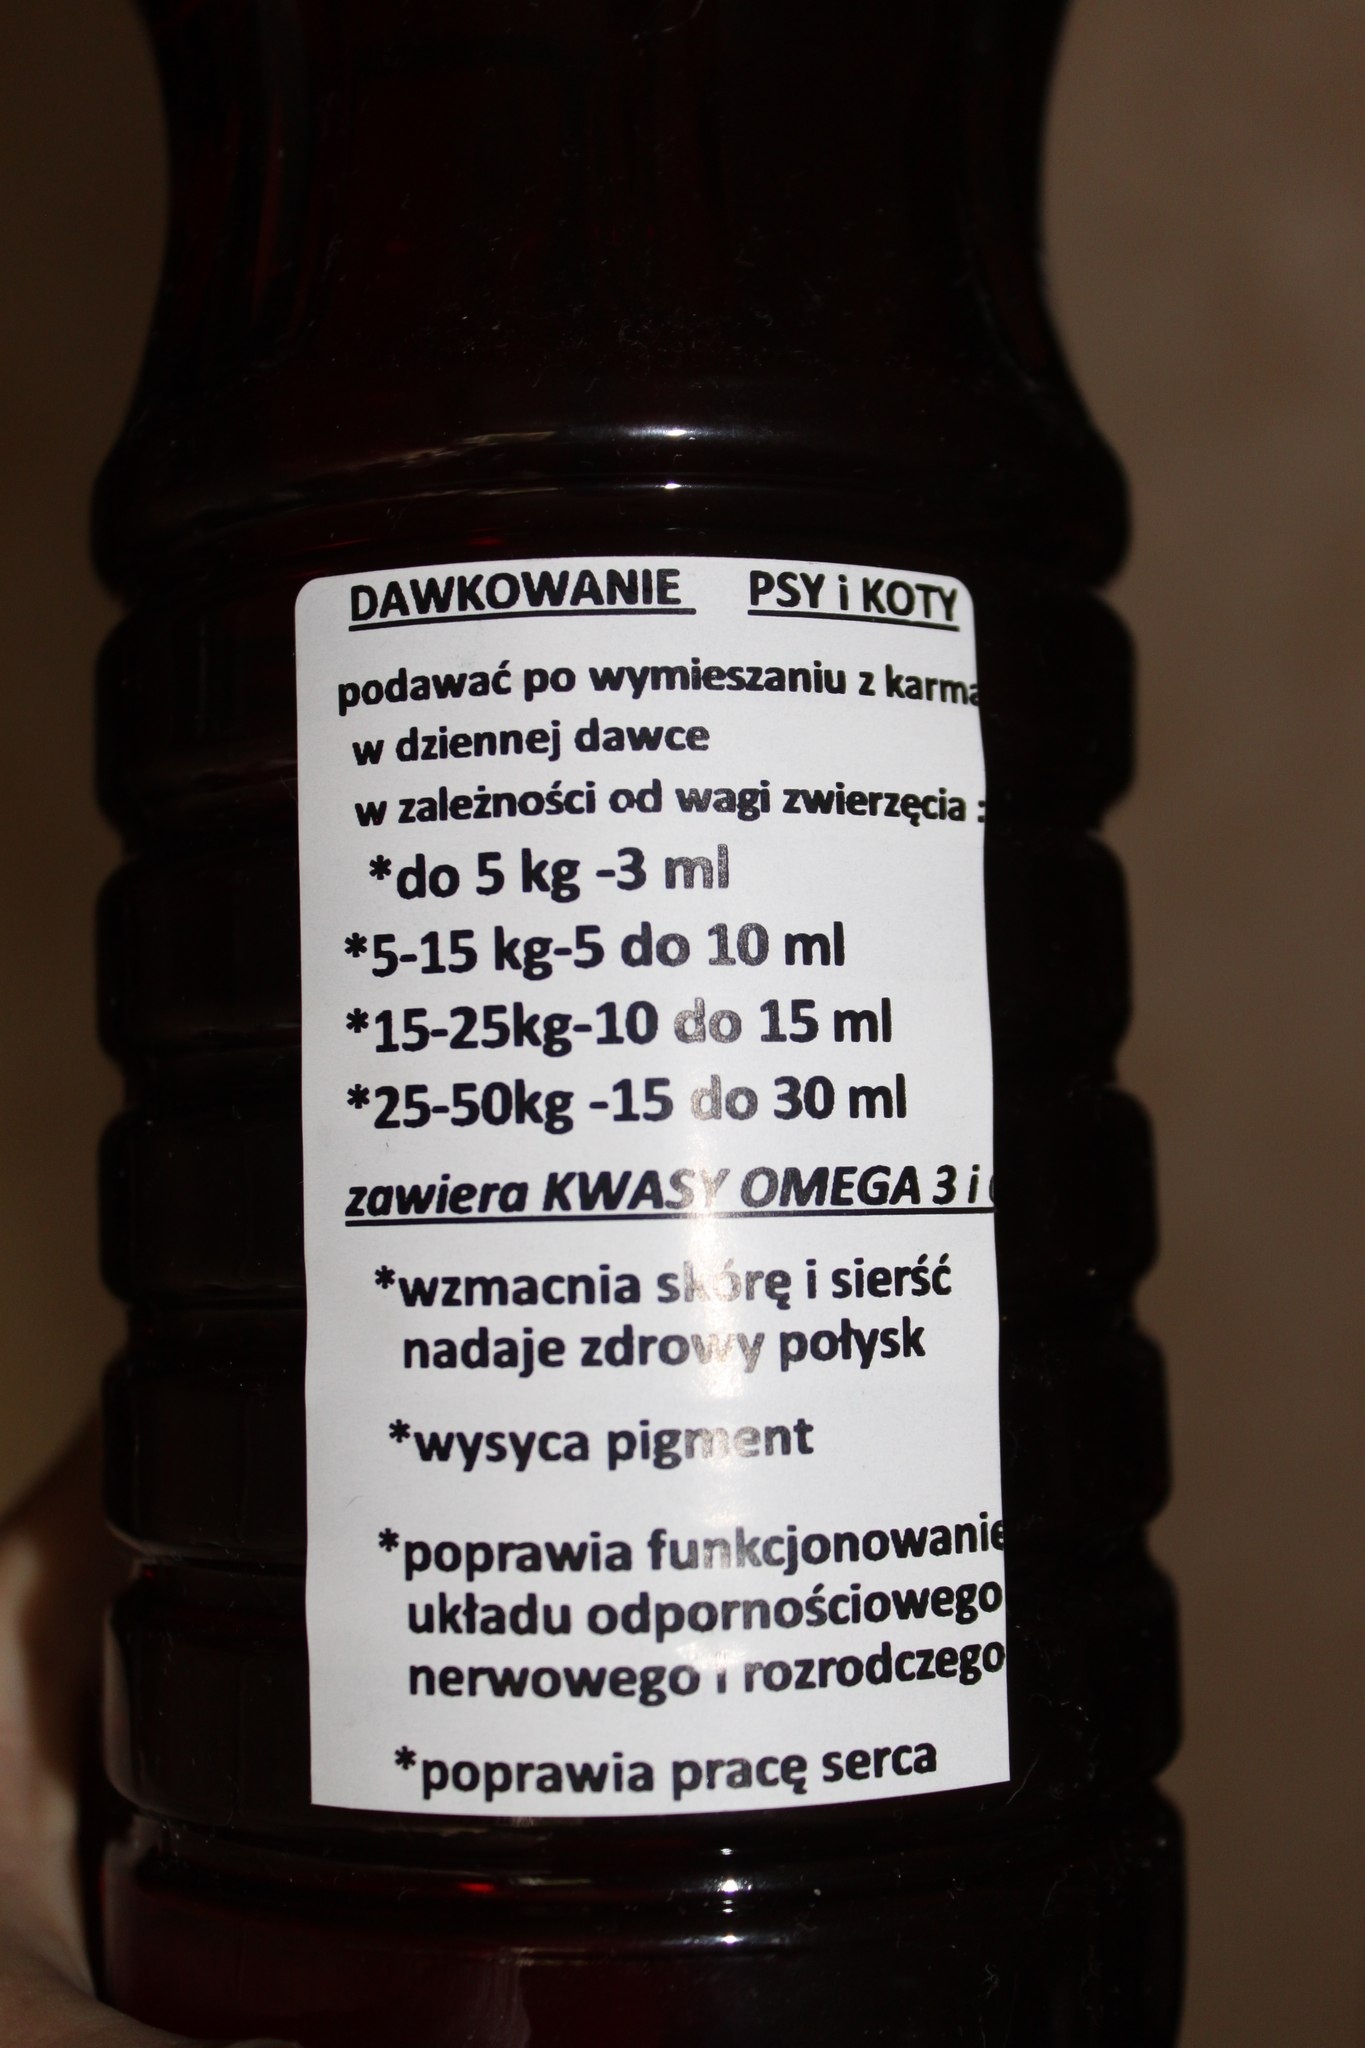 DAWKOWANIE PSY i KOTY
podawać po wymieszaniu z karma
w dziennej dawce
w zależności od wagi zwierzęcia :
*do 5 kg -3 ml
*5-15 kg-5 do 10 ml
*15-25kg-10 do 15 ml
*25-50kg -15 do 30 ml
zawiera KWASY OMEGA 3 i
*wzmacnia skórę i sierść
nadaje zdrowy połysk
*wysyca pigment
*poprawia funkcjonowanie
układu odpornościowego
nerwowego i rozrodczego
*poprawia pracę serca